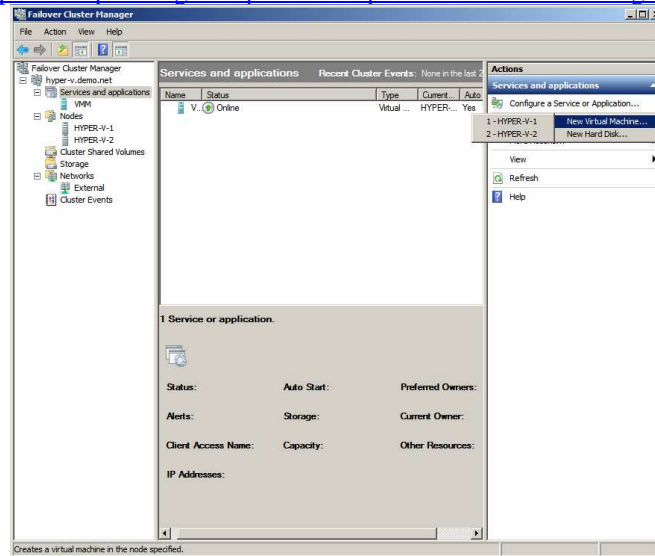 Failover Cluster Manager
File Action View Help
Failover Cluster Manager
hyper-v.demo.net
Services and applications
VMM
Nodes
HYPER-V-1
HYPER-V-2
Cluster Shared Volumes
Storage
Networks
External
Cluster Events
Services and applications Recent Cluster Events: None in the last 2
Name Status Type Current... Auto
V... Online Virtual ... HYPER-... Yes
1 Service or application.
Status: Auto Start: Preferred Owners:
Alerts: Storage: Current Owner:
Client Access Name: Capacity: Other Resources:
IP Addresses:
Actions
Services and applications
Configure a Service or Application...
1 - HYPER-V-1 New Virtual Machine...
2 - HYPER-V-2 New Hard Disk...
View
Refresh
Help
Creates a virtual machine in the node specified.